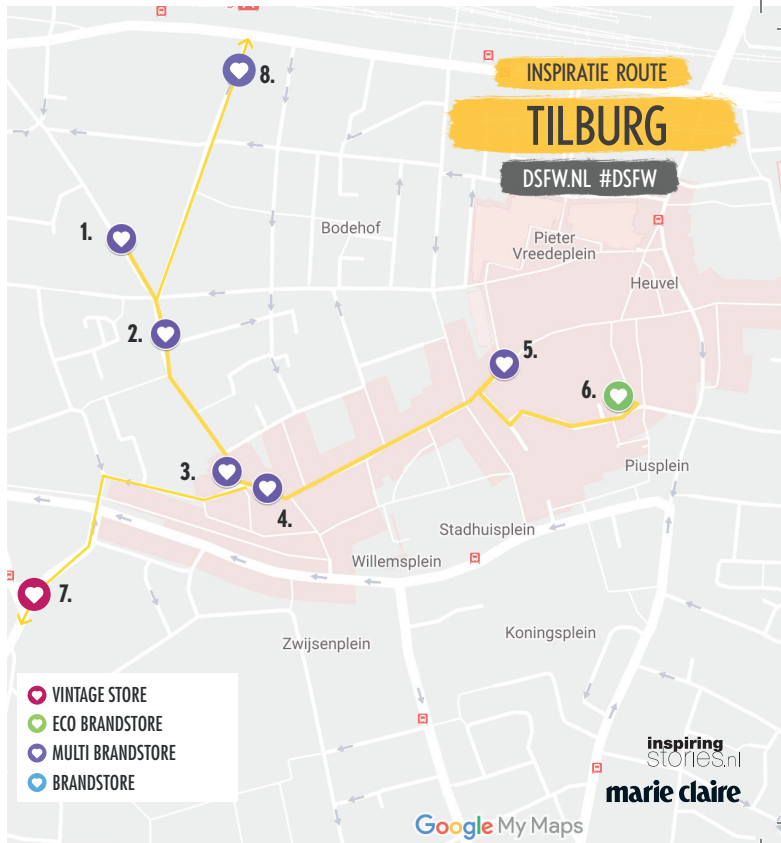 8.
INSPIRATIE ROUTE
TILBURG
DSFW.NL #DSFW
1.
Bodehof
Pieter
Vreedeplein
Heuvel
2.
5.
6.
3.
4.
Piusplein
Stadhuisplein
Willemsplein
7.
Zwijsenplein
Koningsplein
VINTAGE STORE
ECO BRANDSTORE
MULTI BRANDSTORE
BRANDSTORE
inspiring
stories.nl
marie claire
Google My Maps